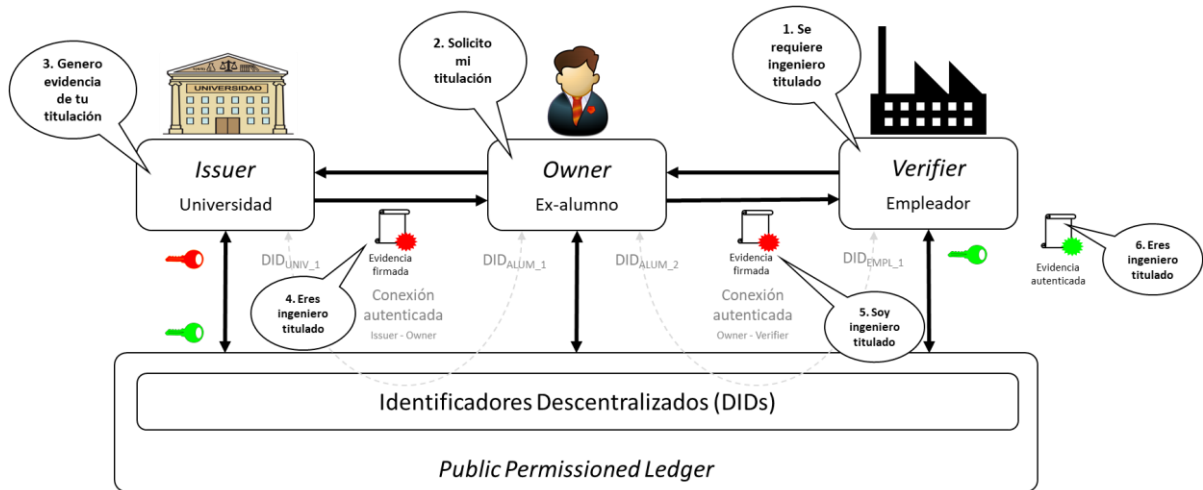 3. Genero
evidencia
de tu
titulación
UNIVERSIDAD
2. Solicito
mi
titulación
1. Se
requiere
ingeniero
titulado
Issuer
Universidad
Owner
Ex-alumno
Verifier
Empleador
DIDUNIV_1
Evidencia
firmada
DIDALUM_1
DIDALUM_2
Evidencia
firmada
DIDEMPL_1
Evidencia
autenticada
6. Eres
ingeniero
titulado
4. Eres
ingeniero
titulado
Conexión
autenticada
Issuer - Owner
Conexión
autenticada
Owner - Verifier
5. Soy
ingeniero
titulado
Identificadores Descentralizados (DIDs)
Public Permissioned Ledger